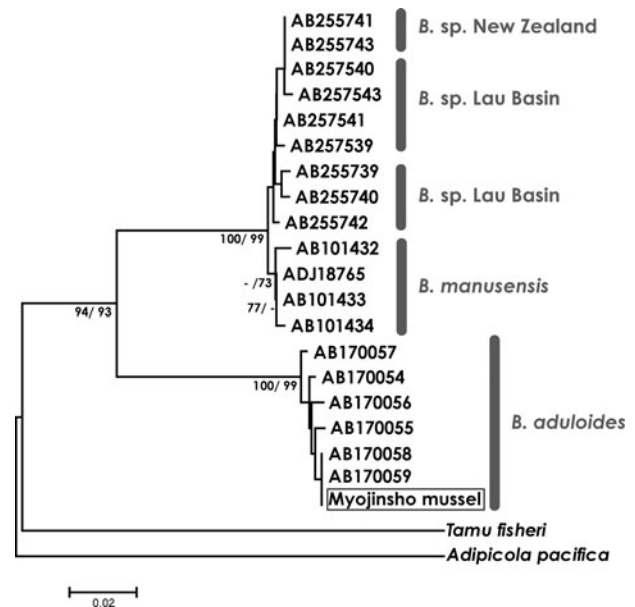 AB255741
AB255743
B. sp. New Zealand
AB257540
AB257543
AB257541
AB257539
B. sp. Lau Basin
AB255739
AB255740
AB255742
B. sp. Lau Basin
100/ 99
AB101432
ADJ18765
AB101433
AB101434
B. manusensis
- /73
77/ -
94/ 93
AB170057
AB170054
AB170056
AB170055
AB170058
AB170059
Myojinsho mussel
B. aduloides
100/ 99
Tamu fisheri
Adipicola pacifica
0.02